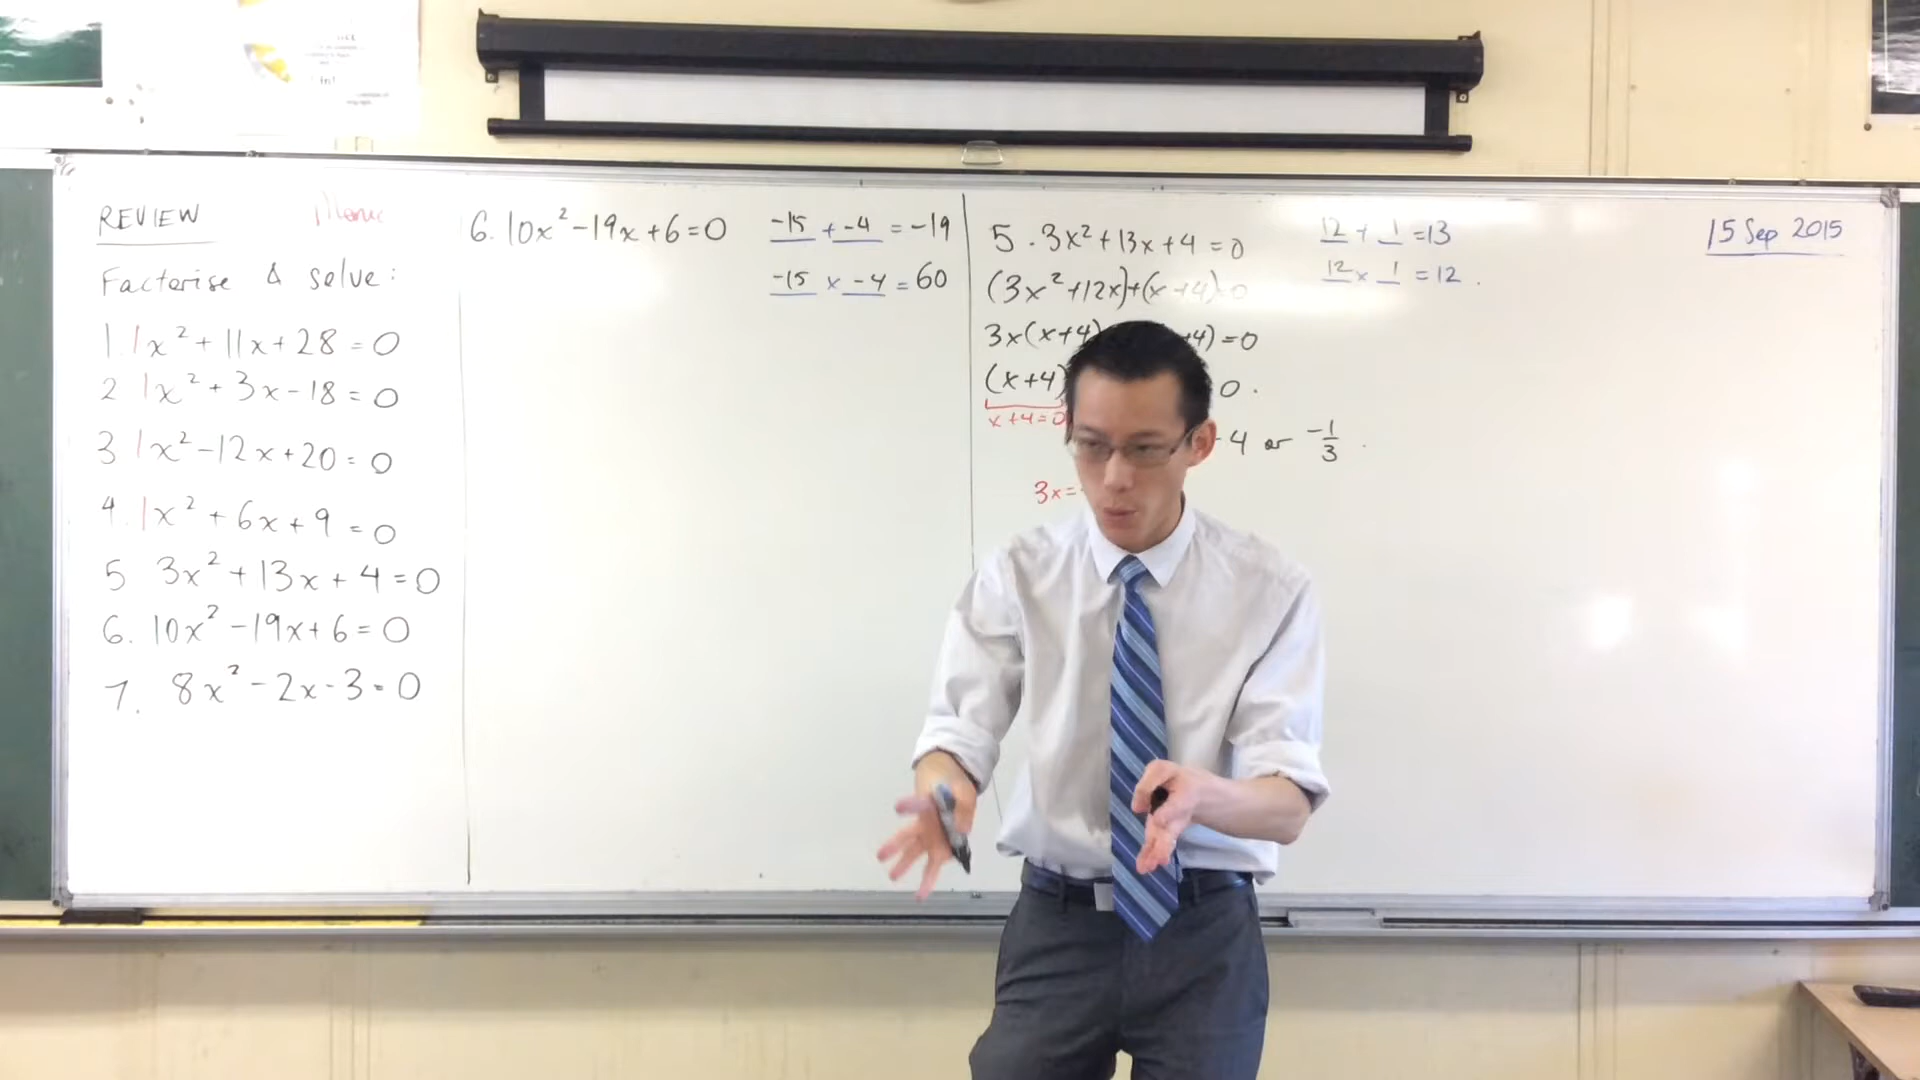 REVIEW
Monic
Factorise & solve:
1. 1x² + 11x + 28 = 0
2 1x² + 3x - 18 = 0
3 1x² - 12x + 20 = 0
4. 1x² + 6x + 9 = 0
5 3x² + 13x + 4 = 0
6. 10x² - 19x + 6 = 0
7. 8x² - 2x - 3 = 0
6. 10x² - 19x + 6 = 0
-15 + -4 = -19
-15 x -4 = 60
5. 3x² + 13x + 4 = 0
(3x² + 12x) + (x + 4) = 0
3x(x+4) +4) = 0
(x+4) 0.
x+4=0
-4 or -1/3.
3x=
12 + 1 = 13
12 x 1 = 12.
15 Sep 2015